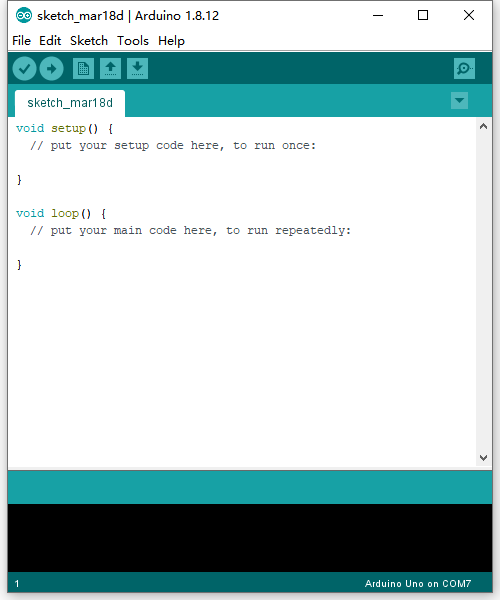 sketch_mar18d | Arduino 1.8.12
File Edit Sketch Tools Help
sketch_mar18d
void setup() {
  // put your setup code here, to run once:
}
void loop() {
  // put your main code here, to run repeatedly:
}
1 Arduino Uno on COM7